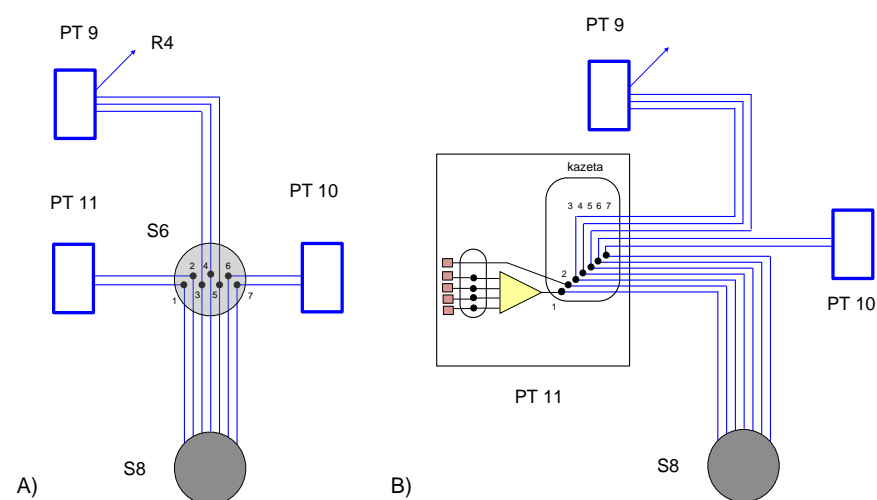 PT 9
R4
PT 11
S6
PT 10
2 4 6
1 3 5 7
S8
A)
PT 9
kazeta
3 4 5 6 7
2
1
PT 10
PT 11
S8
B)